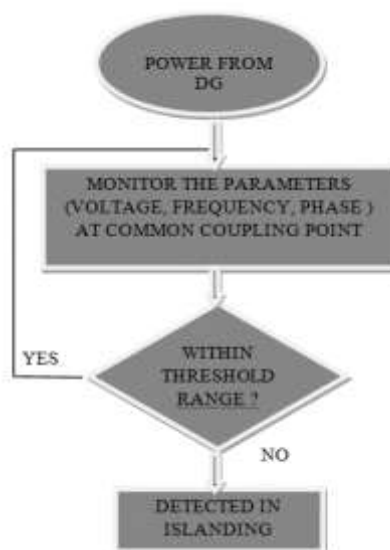 POWER FROM
DG
MONITOR THE PARAMETERS
(VOLTAGE, FREQUENCY, PHASE )
AT COMMON COUPLING POINT
YES
WITHIN
THRESHOLD
RANGE ?
NO
DETECTED IN
ISLANDING